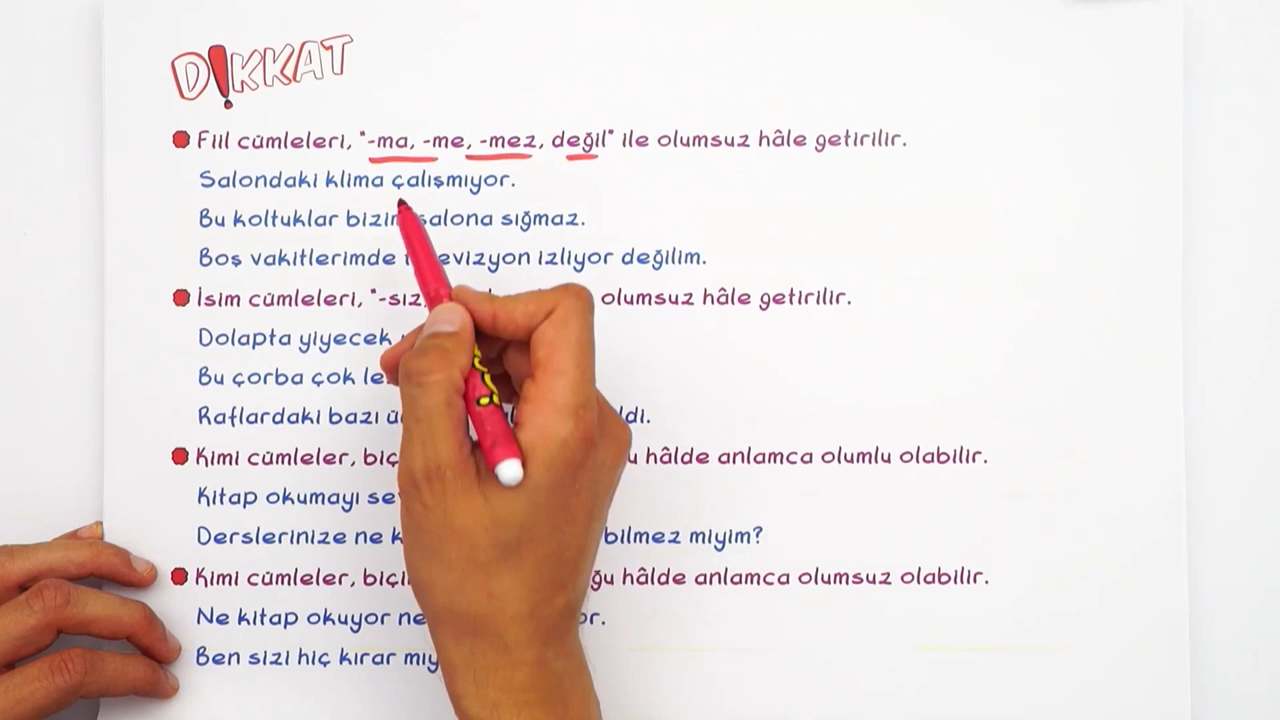 DİKKAT
Fiil cümleleri, "-ma, -me, -mez, değil" ile olumsuz hâle getirilir.
Salondaki klima çalışmıyor.
Bu koltuklar bizim salona sığmaz.
Boş vakitlerimde izliyor değilim.
İsim cümleleri, "-siz, olumsuz hâle getirilir.
Dolapta yiyecek
Bu çorba çok
Raflardaki bazı
Kimi cümleler, hâlde anlamca olumlu olabilir.
Kitap okumayı
Derslerinize ne bilmez miyim?
Kimi cümleler, hâlde anlamca olumsuz olabilir.
Ne kitap okuyor ne
Ben sizi hiç kırar